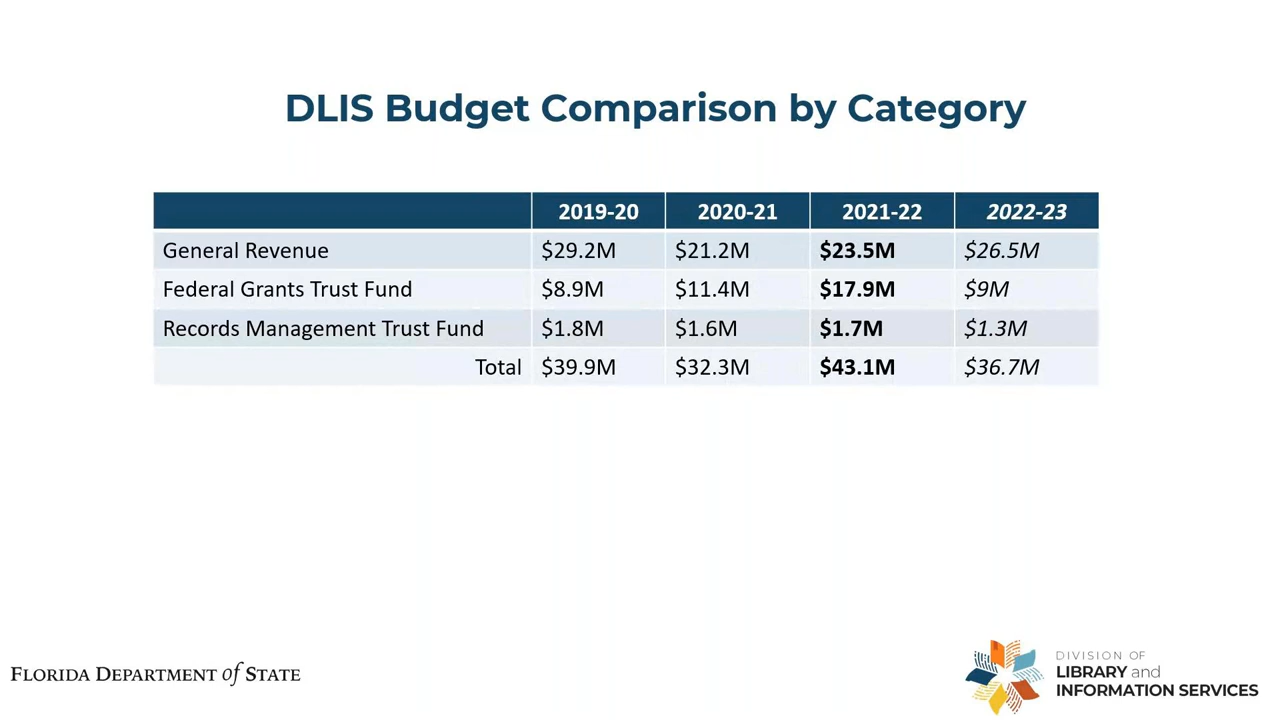 DLIS Budget Comparison by Category
2019-20 2020-21 2021-22 2022-23
General Revenue $29.2M $21.2M $23.5M $26.5M
Federal Grants Trust Fund $8.9M $11.4M $17.9M $9M
Records Management Trust Fund $1.8M $1.6M $1.7M $1.3M
Total $39.9M $32.3M $43.1M $36.7M
FLORIDA DEPARTMENT of STATE
DIVISION OF
LIBRARY and
INFORMATION SERVICES